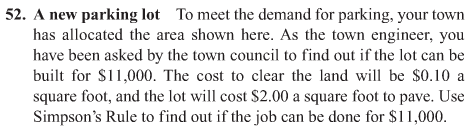 52. A new parking lot To meet the demand for parking, your town
has allocated the area shown here. As the town engineer, you
have been asked by the town council to find out if the lot can be
built for $11,000. The cost to clear the land will be $0.10 a
square foot, and the lot will cost $2.00 a square foot to pave. Use
Simpson's Rule to find out if the job can be done for $11,000.